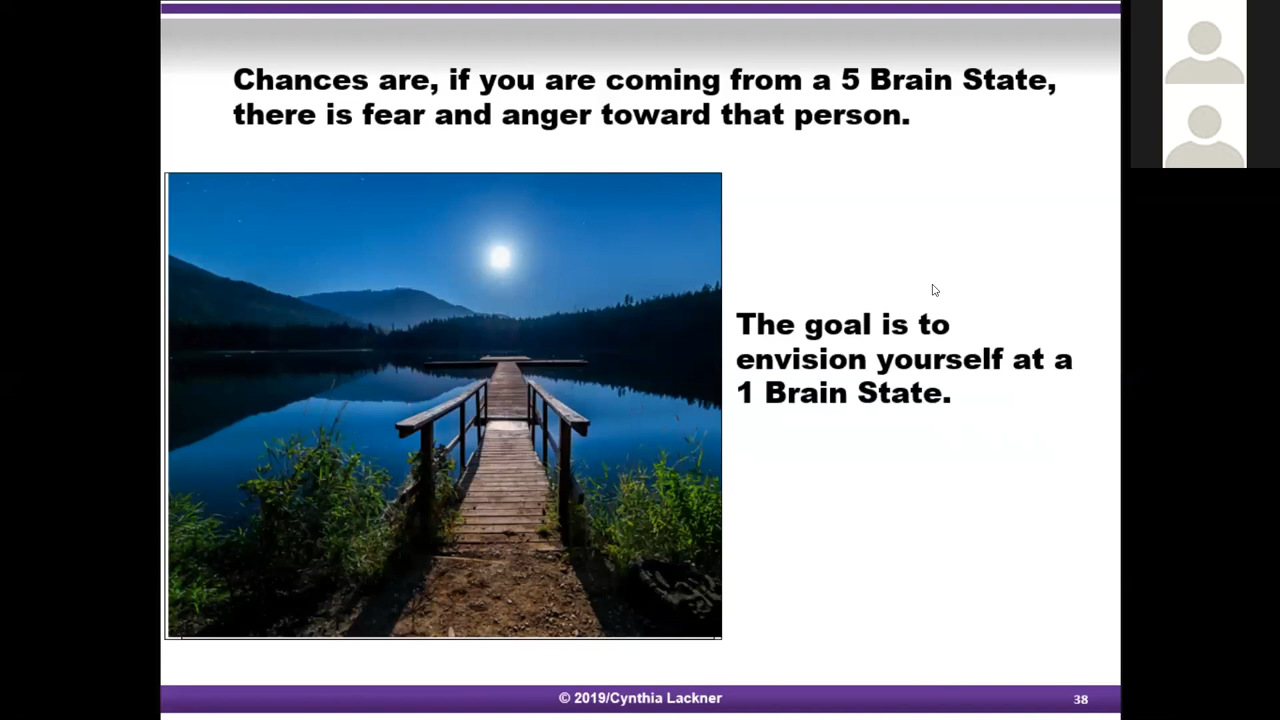 Chances are, if you are coming from a 5 Brain State,
there is fear and anger toward that person.
The goal is to
envision yourself at a
1 Brain State.
© 2019/Cynthia Lackner
38